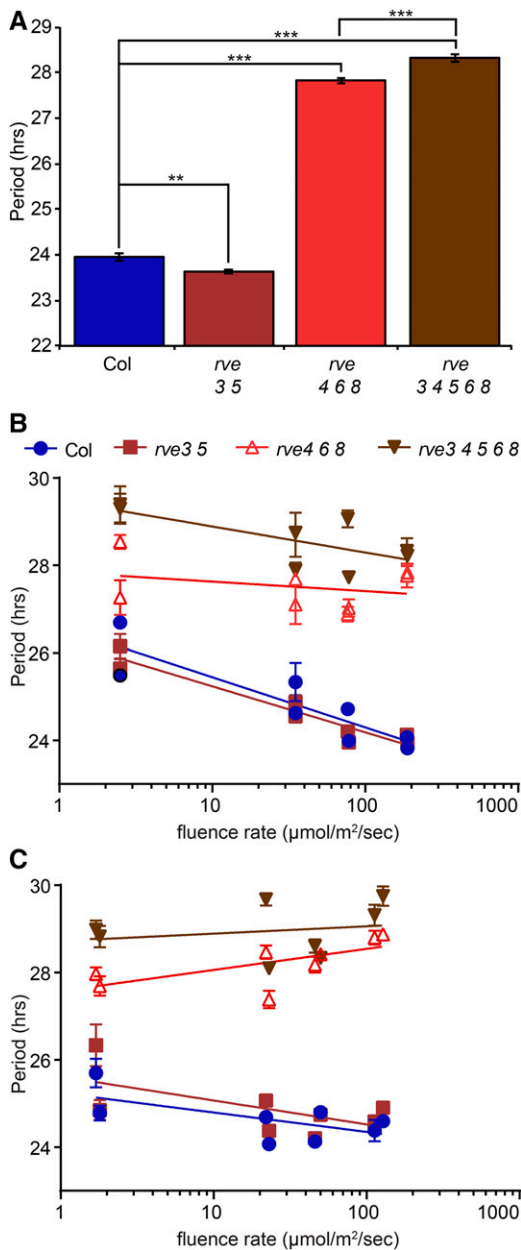 A
***
***
***
**
Period (hrs)
29
28
27
26
25
24
23
22
Col
rve
3 5
rve
4 6 8
rve
3 4 5 6 8
B
Col
rve3 5
rve4 6 8
rve3 4 5 6 8
Period (hrs)
30
28
26
24
23
1
10
100
1000
fluence rate (μmol/m²/sec)
C
Period (hrs)
30
28
26
24
23
1
10
100
1000
fluence rate (μmol/m²/sec)